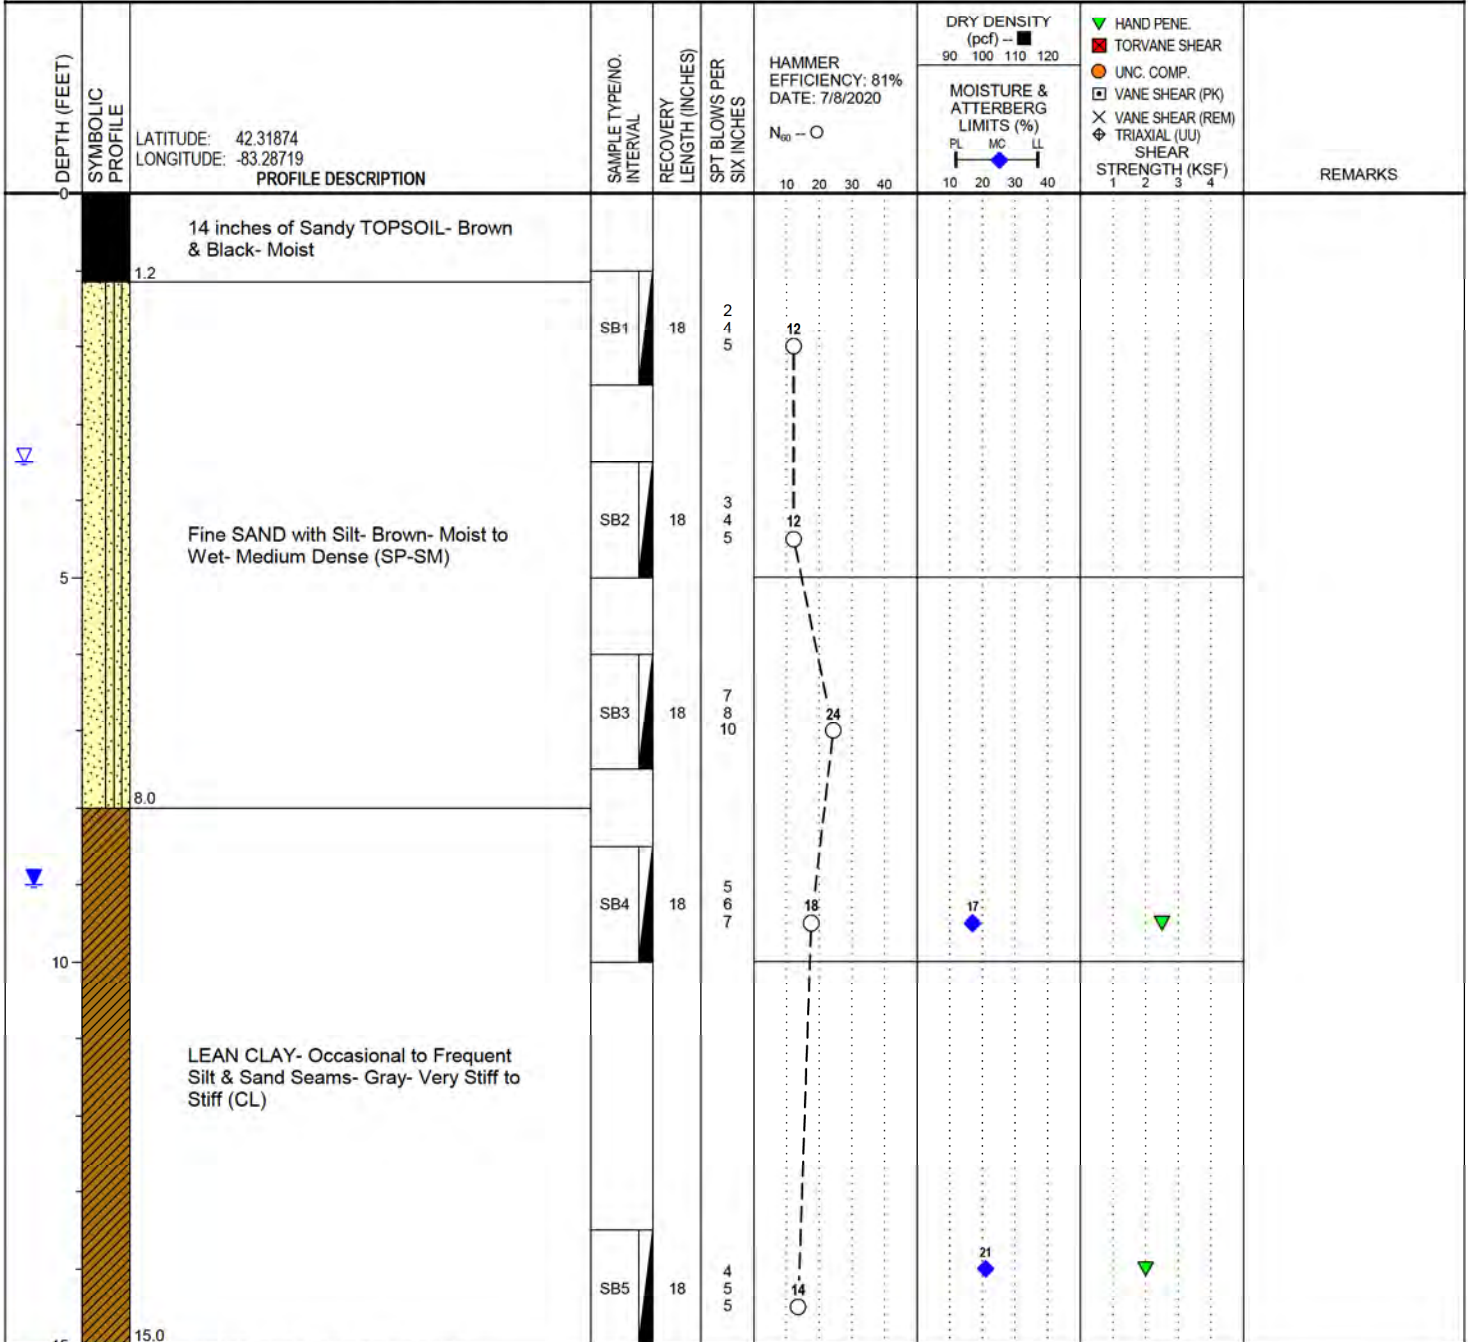 DEPTH (FEET)
SYMBOLIC
PROFILE
LATITUDE: 42.31874
LONGITUDE: -83.28719
PROFILE DESCRIPTION
SAMPLE TYPE/NO.
INTERVAL
RECOVERY
LENGTH (INCHES)
SPT BLOWS PER
SIX INCHES
HAMMER
EFFICIENCY: 81%
DATE: 7/8/2020
N60 -- O
10 20 30 40
DRY DENSITY
(pcf) -- ■
90 100 110 120
MOISTURE &
ATTERBERG
LIMITS (%)
PL MC LL
10 20 30 40
HAND PENE.
TORVANE SHEAR
UNC. COMP.
VANE SHEAR (PK)
VANE SHEAR (REM)
TRIAXIAL (UU)
SHEAR
STRENGTH (KSF)
1 2 3 4
REMARKS
0
14 inches of Sandy TOPSOIL- Brown
& Black- Moist
1.2
SB1 18
2
4
5
12
Fine SAND with Silt- Brown- Moist to
Wet- Medium Dense (SP-SM)
SB2 18
3
4
5
12
5
SB3 18
7
8
10
24
8.0
SB4 18
5
6
7
18
17
10
LEAN CLAY- Occasional to Frequent
Silt & Sand Seams- Gray- Very Stiff to
Stiff (CL)
SB5 18
4
5
5
14
21
15.0